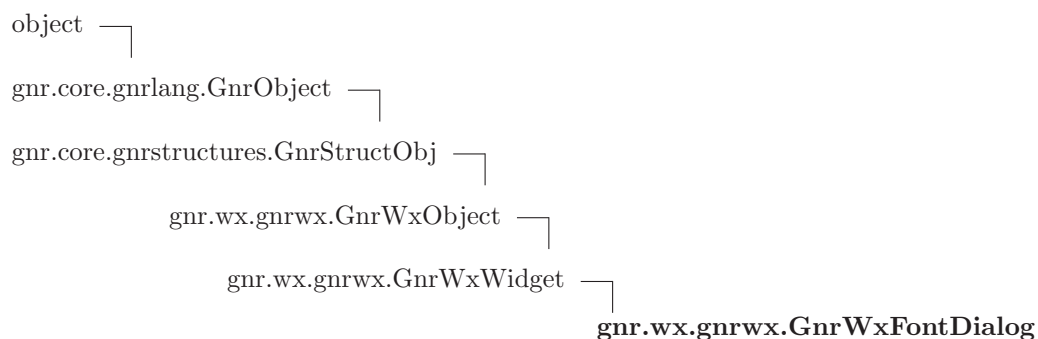 object
gnr.core.gnrlang.GnrObject
gnr.core.gnrstructures.GnrStructObj
gnr.wx.gnrwx.GnrWxObject
gnr.wx.gnrwx.GnrWxWidget
gnr.wx.gnrwx.GnrWxFontDialog